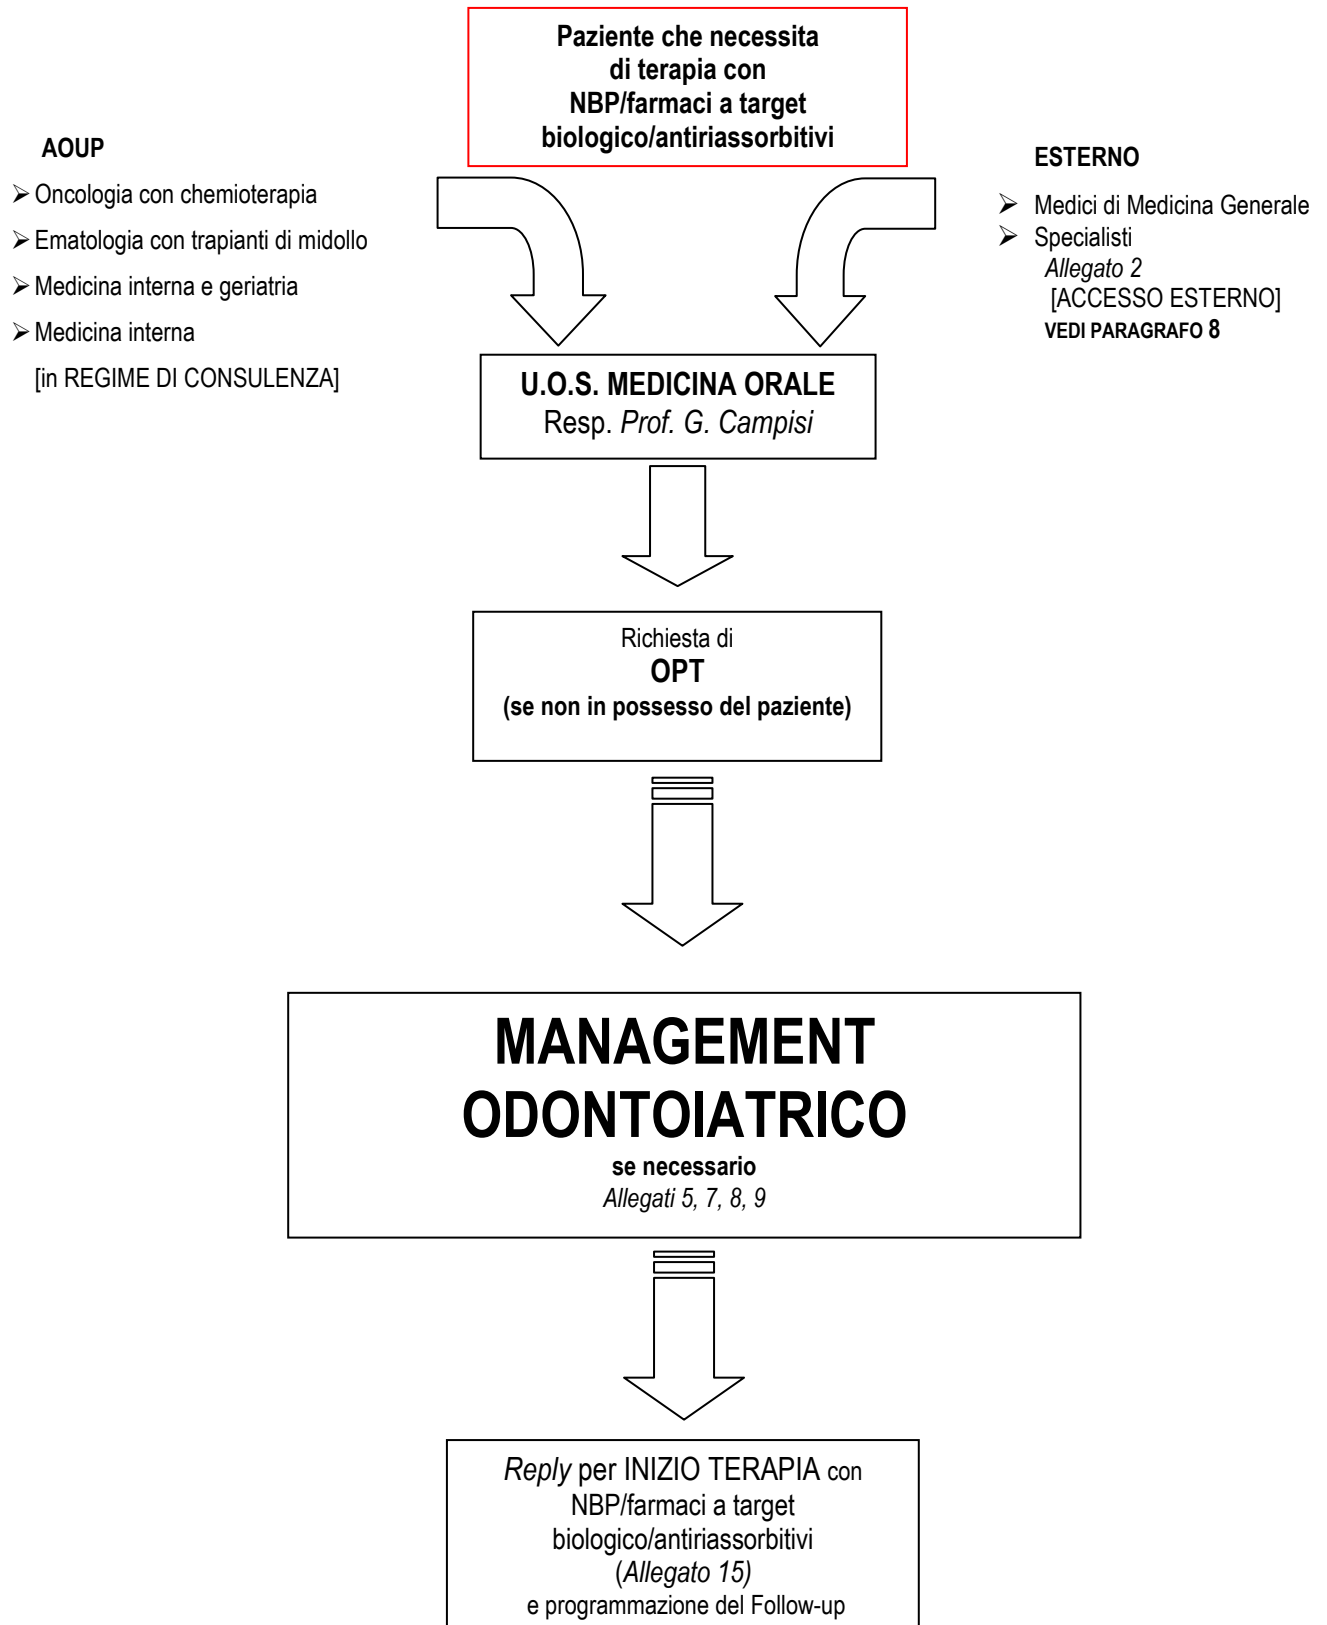 Paziente che necessita
di terapia con
NBP/farmaci a target
biologico/antiriassorbitivi
AOUP
➢ Oncologia con chemioterapia
➢ Ematologia con trapianti di midollo
➢ Medicina interna e geriatria
➢ Medicina interna
[in REGIME DI CONSULENZA]
ESTERNO
➢ Medici di Medicina Generale
➢ Specialisti
Allegato 2
[ACCESSO ESTERNO]
VEDI PARAGRAFO 8
U.O.S. MEDICINA ORALE
Resp. Prof. G. Campisi
Richiesta di
OPT
(se non in possesso del paziente)
MANAGEMENT
ODONTOIATRICO
se necessario
Allegati 5, 7, 8, 9
Reply per INIZIO TERAPIA con
NBP/farmaci a target
biologico/antiriassorbitivi
(Allegato 15)
e programmazione del Follow-up